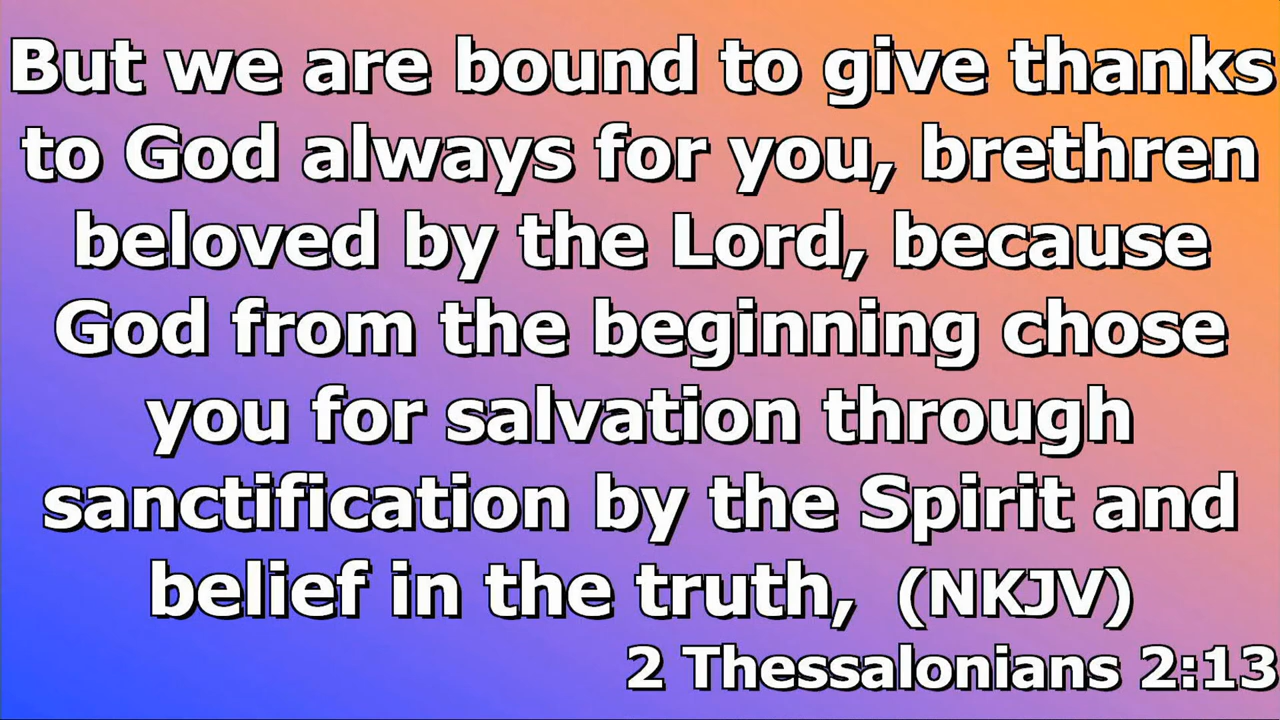 But we are bound to give thanks
to God always for you, brethren
beloved by the Lord, because
God from the beginning chose
you for salvation through
sanctification by the Spirit and
belief in the truth,  (NKJV)
2 Thessalonians 2:13